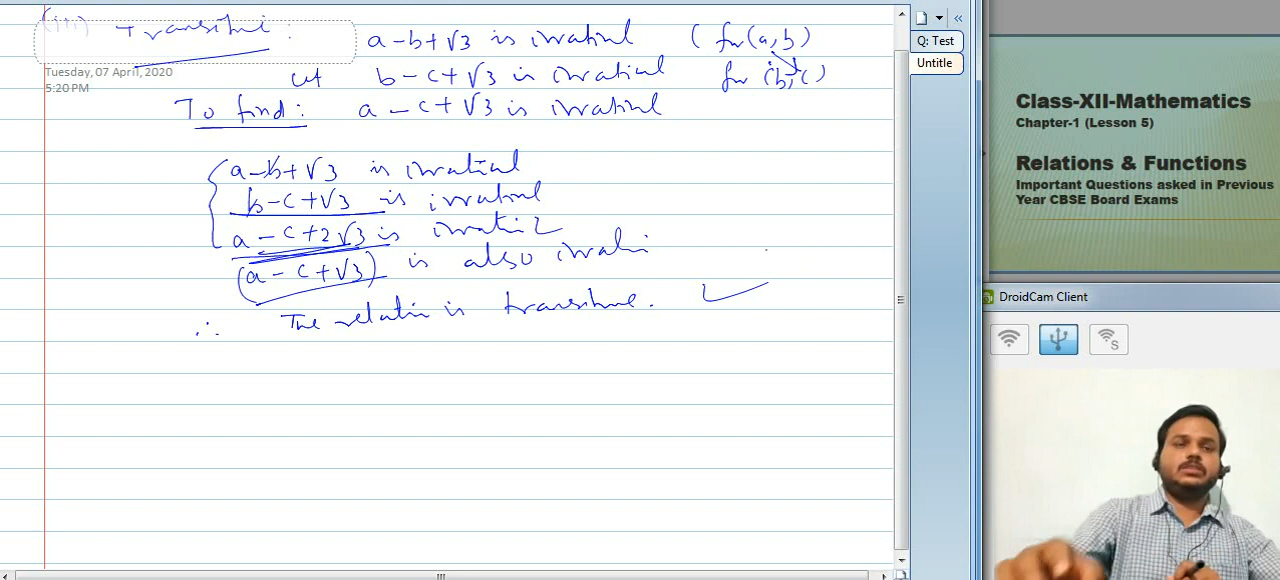 (iii) Transitive:
a-b+√3 is irrational (for(a,b)
Tuesday, 07 April, 2020
5:20 PM
let b-c+√3 is irrational for (b,c)
To find: a-c+√3 is irrational
a-b+√3 is irrational
b-c+√3 is irrational
a-c+2√3 is irrational
(a-c+√3) is also irratio
∴ The relation is transitive.
Q: Test
Untitle
Class-XII-Mathematics
Chapter-1 (Lesson 5)
Relations & Functions
Important Questions asked in Previous
Year CBSE Board Exams
DroidCam Client
S